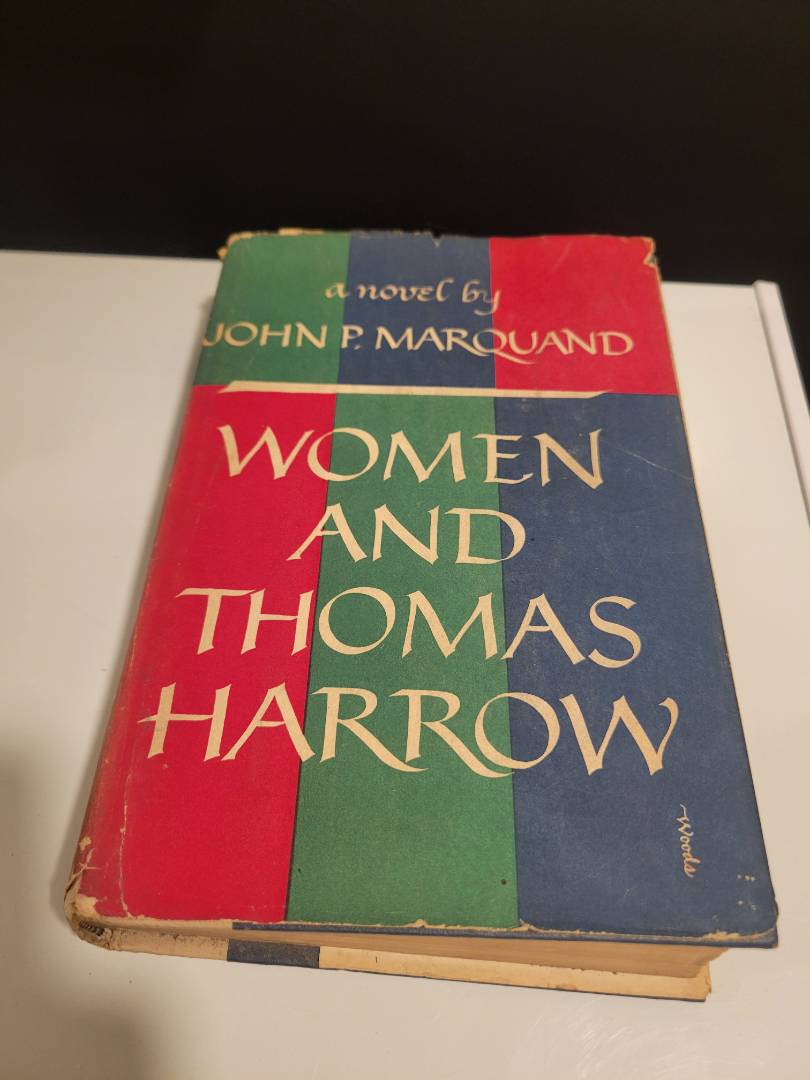 a novel by
JOHN P. MARQUAND
WOMEN
AND
THOMAS
HARROW
Woods